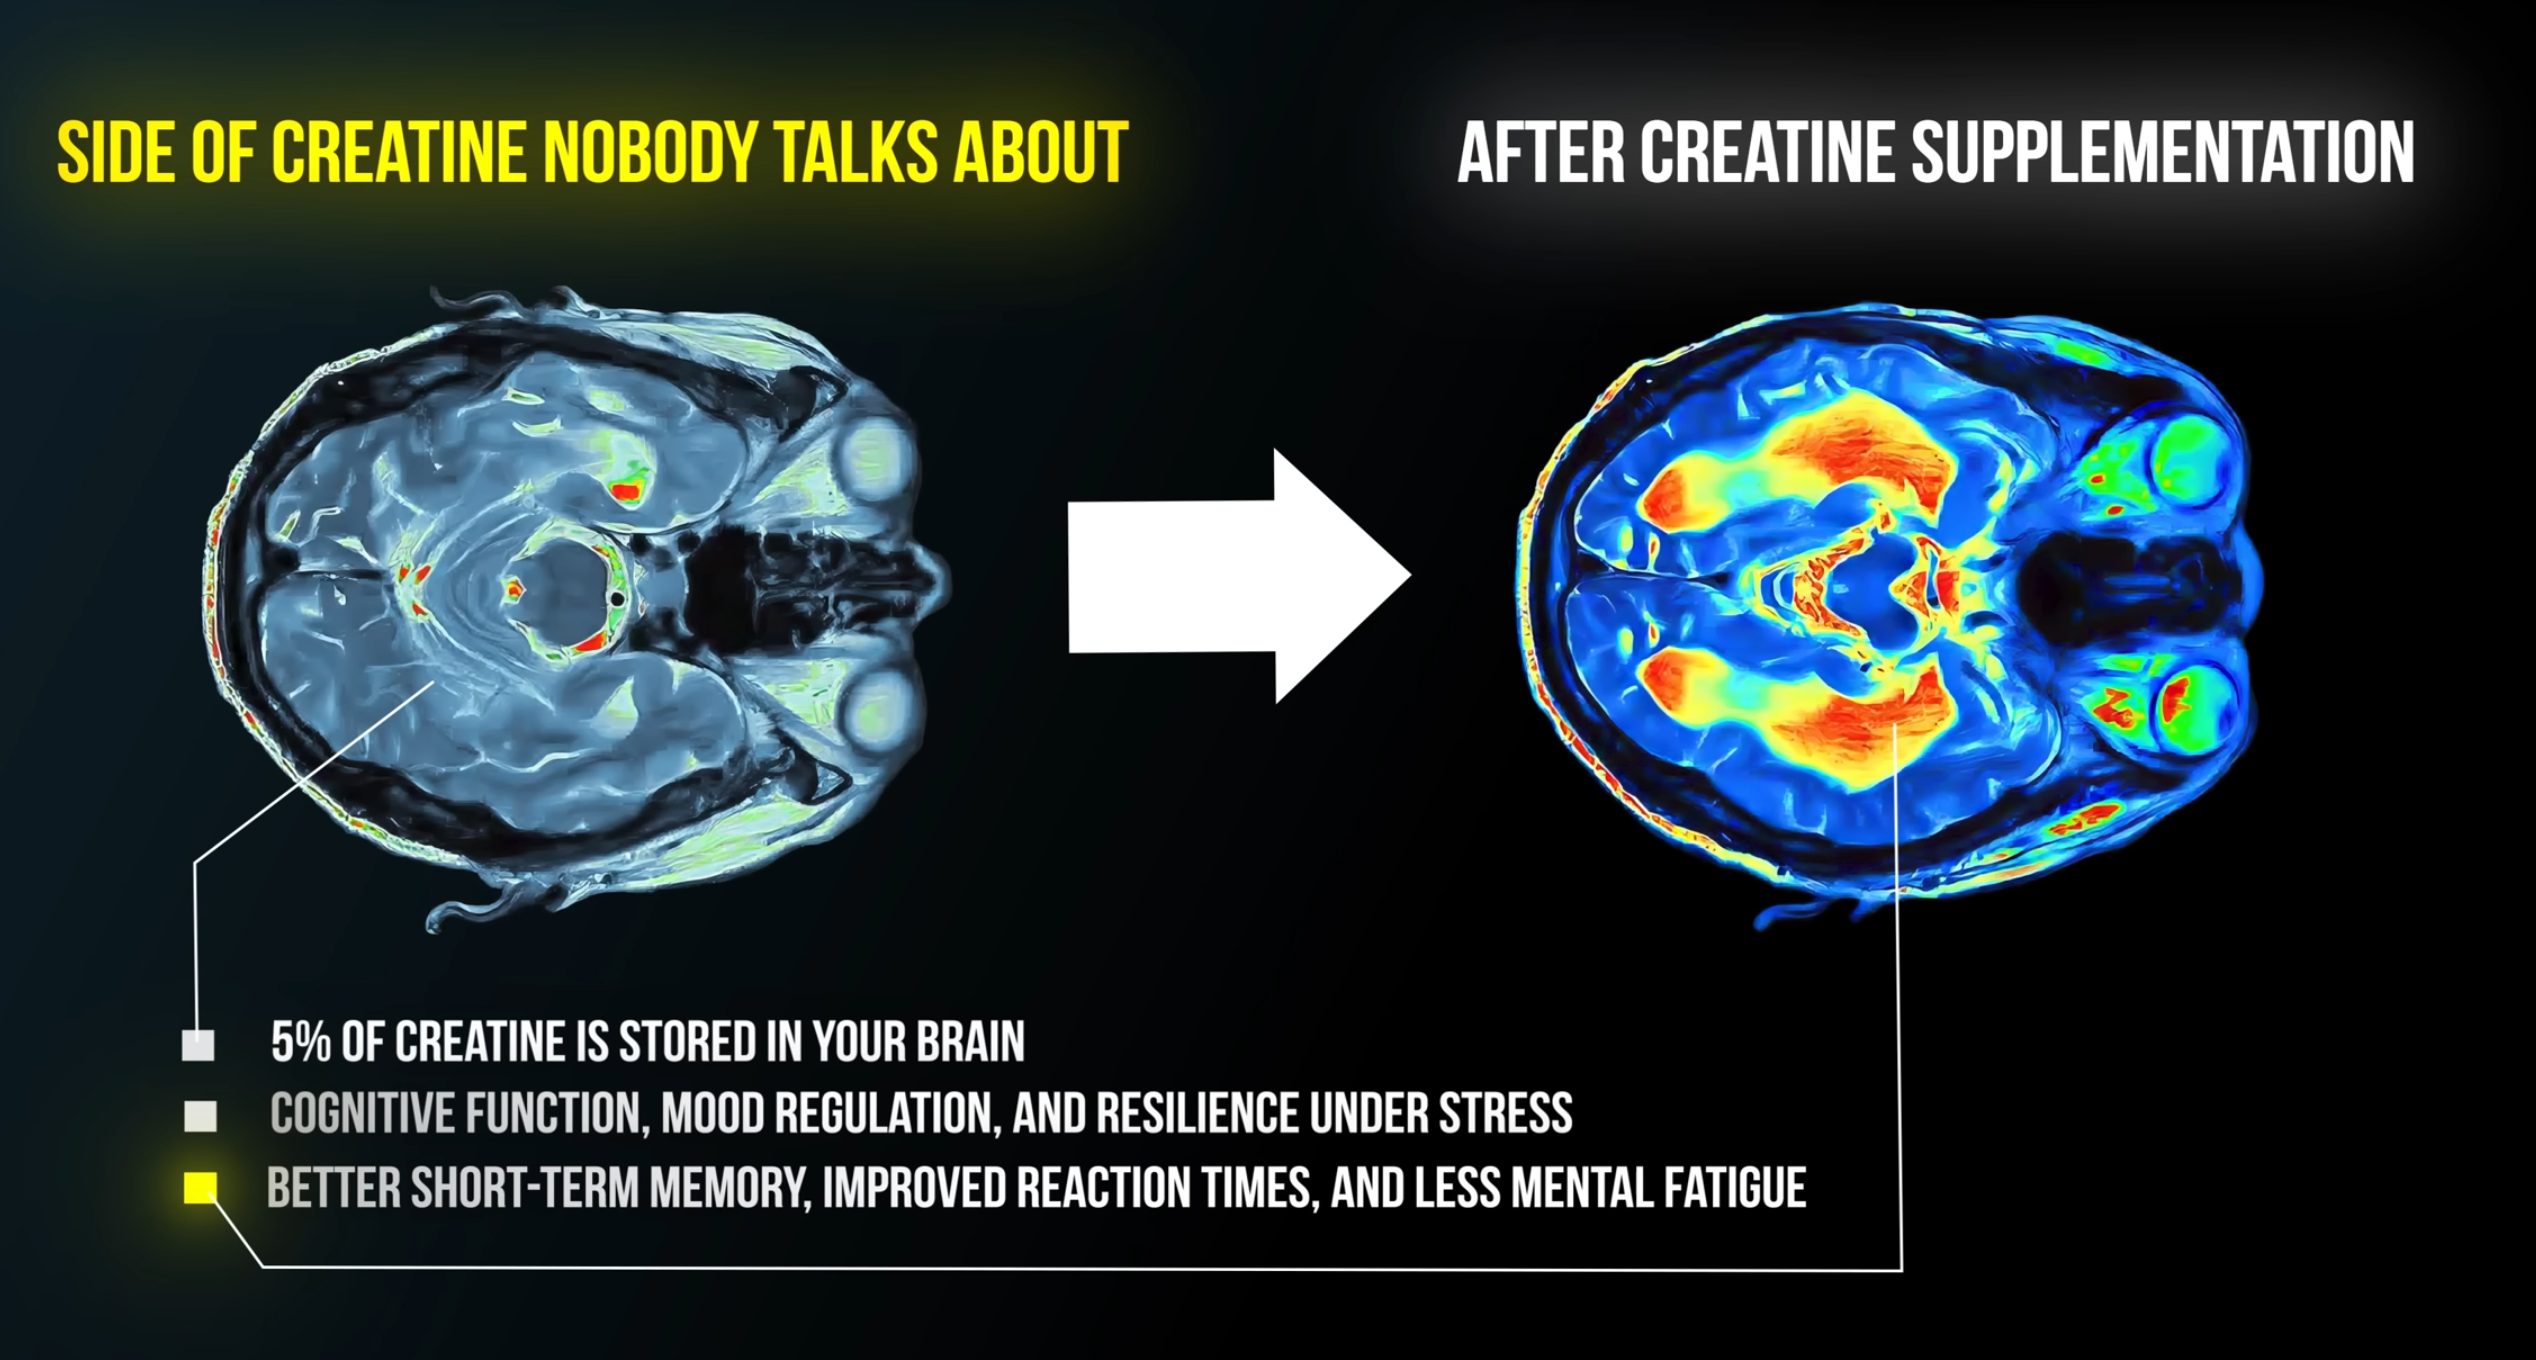 SIDE OF CREATINE NOBODY TALKS ABOUT
AFTER CREATINE SUPPLEMENTATION
5% OF CREATINE IS STORED IN YOUR BRAIN
COGNITIVE FUNCTION, MOOD REGULATION, AND RESILIENCE UNDER STRESS
BETTER SHORT-TERM MEMORY, IMPROVED REACTION TIMES, AND LESS MENTAL FATIGUE